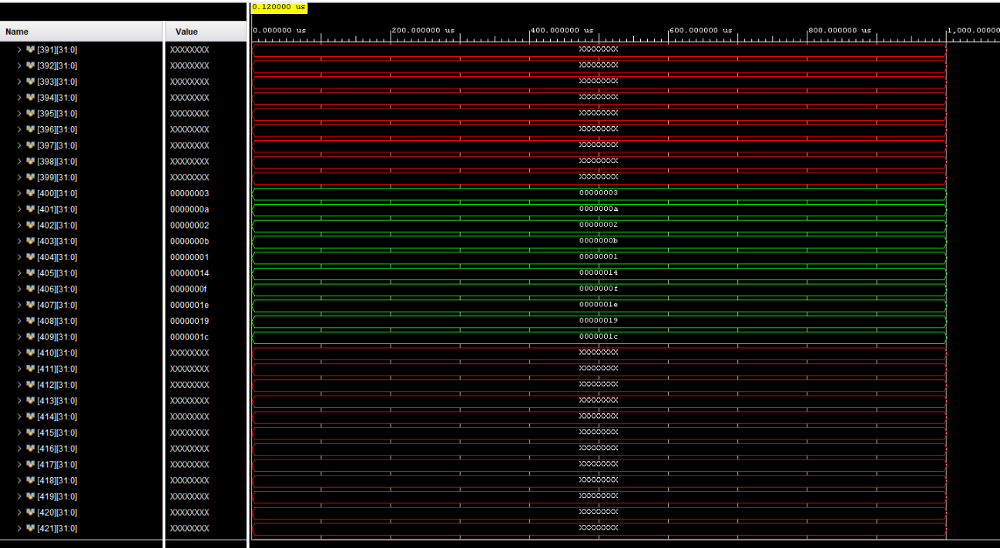 0.120000 us
Name Value 0.000000 us 200.000000 us 400.000000 us 600.000000 us 800.000000 us 1,000.00000
[391][31:0] XXXXXXXX XXXXXXXX
[392][31:0] XXXXXXXX XXXXXXXX
[393][31:0] XXXXXXXX XXXXXXXX
[394][31:0] XXXXXXXX XXXXXXXX
[395][31:0] XXXXXXXX XXXXXXXX
[396][31:0] XXXXXXXX XXXXXXXX
[397][31:0] XXXXXXXX XXXXXXXX
[398][31:0] XXXXXXXX XXXXXXXX
[399][31:0] XXXXXXXX XXXXXXXX
[400][31:0] 00000003 00000003
[401][31:0] 0000000a 0000000a
[402][31:0] 00000002 00000002
[403][31:0] 0000000b 0000000b
[404][31:0] 00000001 00000001
[405][31:0] 00000014 00000014
[406][31:0] 0000000f 0000000f
[407][31:0] 0000001e 0000001e
[408][31:0] 00000019 00000019
[409][31:0] 0000001c 0000001c
[410][31:0] XXXXXXXX XXXXXXXX
[411][31:0] XXXXXXXX XXXXXXXX
[412][31:0] XXXXXXXX XXXXXXXX
[413][31:0] XXXXXXXX XXXXXXXX
[414][31:0] XXXXXXXX XXXXXXXX
[415][31:0] XXXXXXXX XXXXXXXX
[416][31:0] XXXXXXXX XXXXXXXX
[417][31:0] XXXXXXXX XXXXXXXX
[418][31:0] XXXXXXXX XXXXXXXX
[419][31:0] XXXXXXXX XXXXXXXX
[420][31:0] XXXXXXXX XXXXXXXX
[421][31:0] XXXXXXXX XXXXXXXX